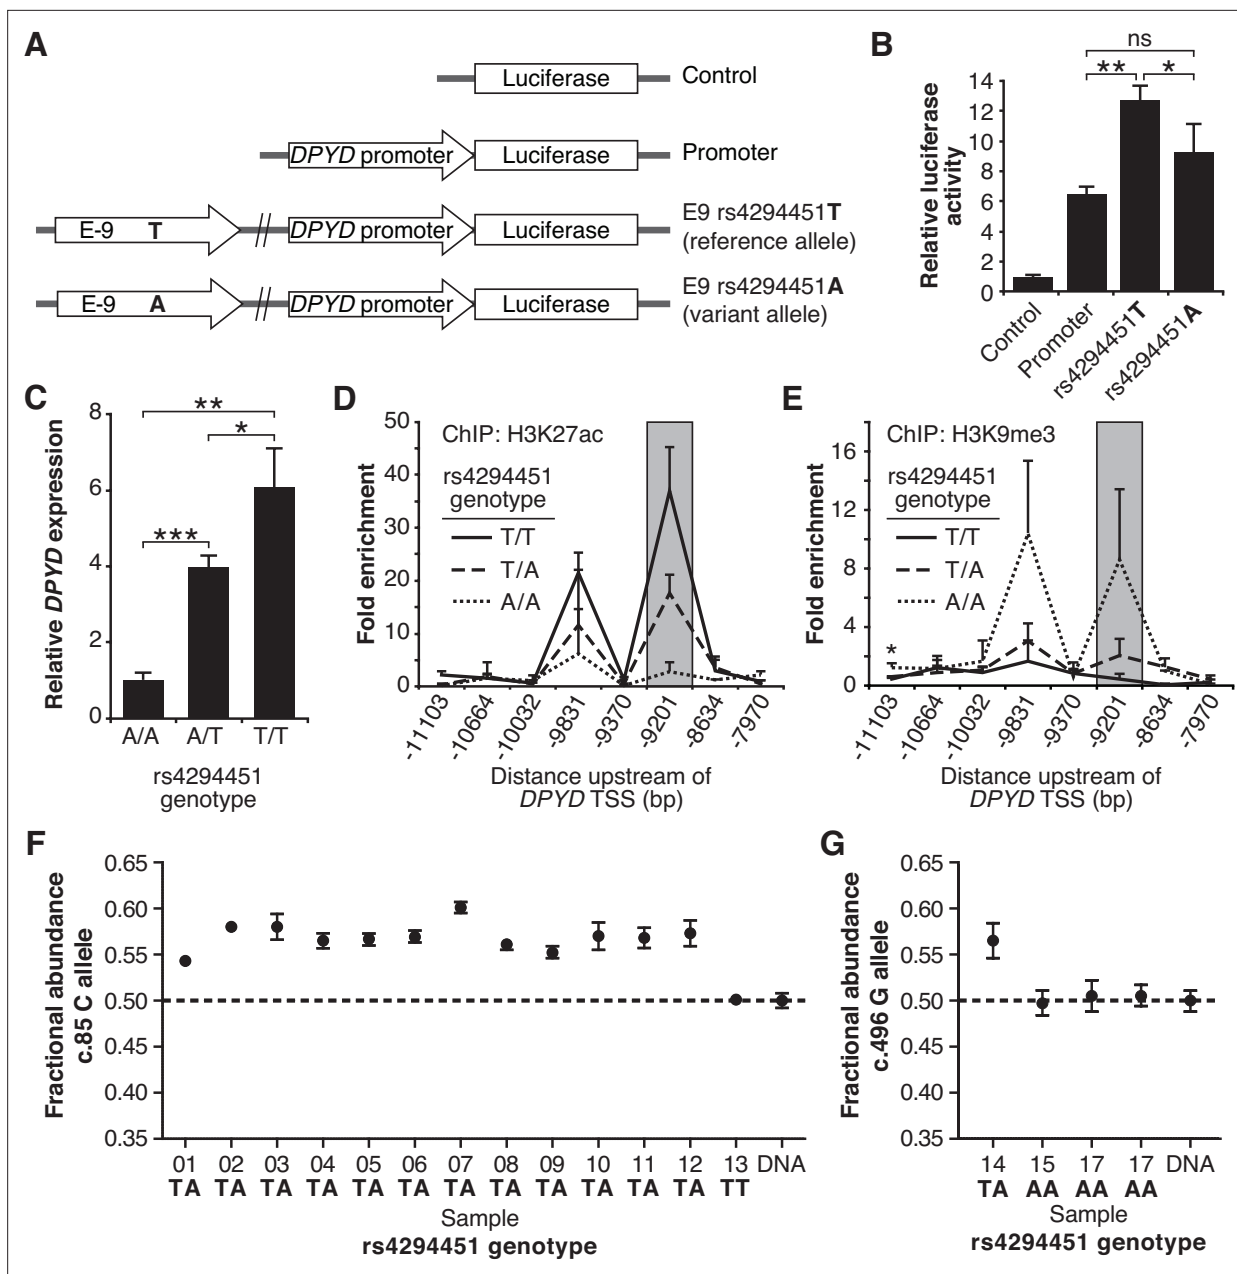 A
Luciferase
Control
DPYD promoter
Luciferase
Promoter
E-9 T
DPYD promoter
Luciferase
E9 rs4294451T
(reference allele)
E-9 A
DPYD promoter
Luciferase
E9 rs4294451A
(variant allele)
B
ns
** *
14
12
10
8
6
4
2
0
Relative luciferase
activity
Control
Promoter
rs4294451T
rs4294451A
C
8
6
4
2
0
Relative DPYD expression
**
*
***
A/A A/T T/T
rs4294451
genotype
D
50
40
30
20
10
0
Fold enrichment
ChIP: H3K27ac
rs4294451
genotype
T/T
T/A
A/A
-11103
-10664
-10032
-9831
-9370
-9201
-8634
-7970
Distance upstream of
DPYD TSS (bp)
E
16
12
8
4
0
Fold enrichment
ChIP: H3K9me3
rs4294451
genotype
T/T
T/A
A/A
*
-11103
-10664
-10032
-9831
-9370
-9201
-8634
-7970
Distance upstream of
DPYD TSS (bp)
F
0.65
0.60
0.55
0.50
0.45
0.40
0.35
Fractional abundance
c.85 C allele
01 02 03 04 05 06 07 08 09 10 11 12 13 DNA
TA TA TA TA TA TA TA TA TA TA TA TA TT
Sample
rs4294451 genotype
G
0.65
0.60
0.55
0.50
0.45
0.40
0.35
Fractional abundance
c.496 G allele
14 15 17 17 DNA
TA AA AA AA
Sample
rs4294451 genotype